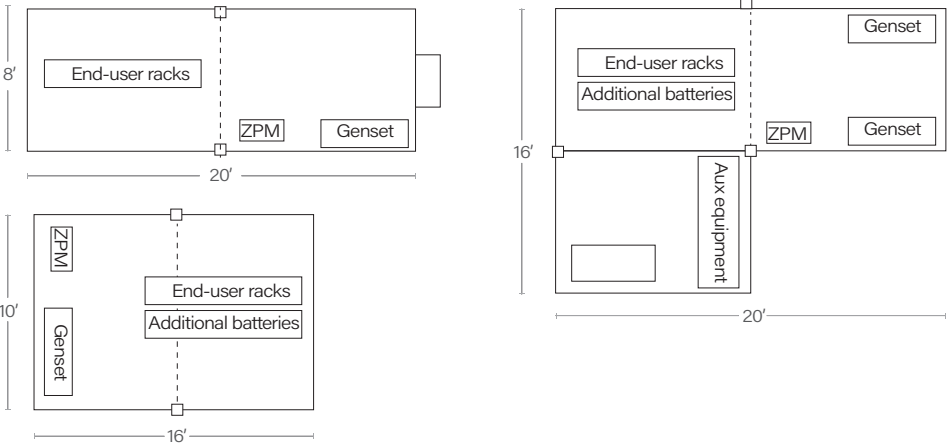 End-user racks
8′
ZPM
Genset
20′
ZPM
End-user racks
Additional batteries
10′
Genset
16′
Genset
End-user racks
Additional batteries
ZPM
Genset
16′
Aux equipment
20′